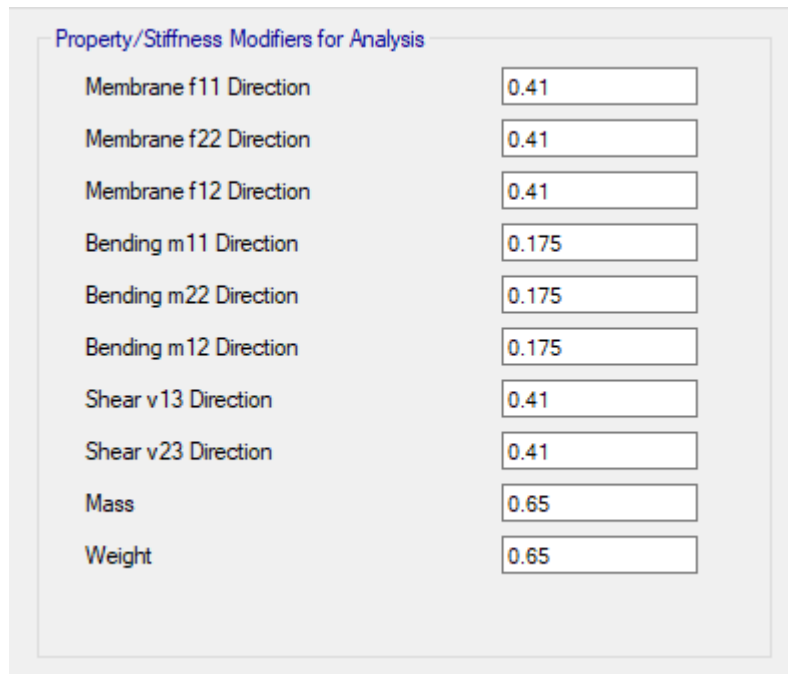 Property/Stiffness Modifiers for Analysis
Membrane f11 Direction 0.41
Membrane f22 Direction 0.41
Membrane f12 Direction 0.41
Bending m11 Direction 0.175
Bending m22 Direction 0.175
Bending m12 Direction 0.175
Shear v13 Direction 0.41
Shear v23 Direction 0.41
Mass 0.65
Weight 0.65